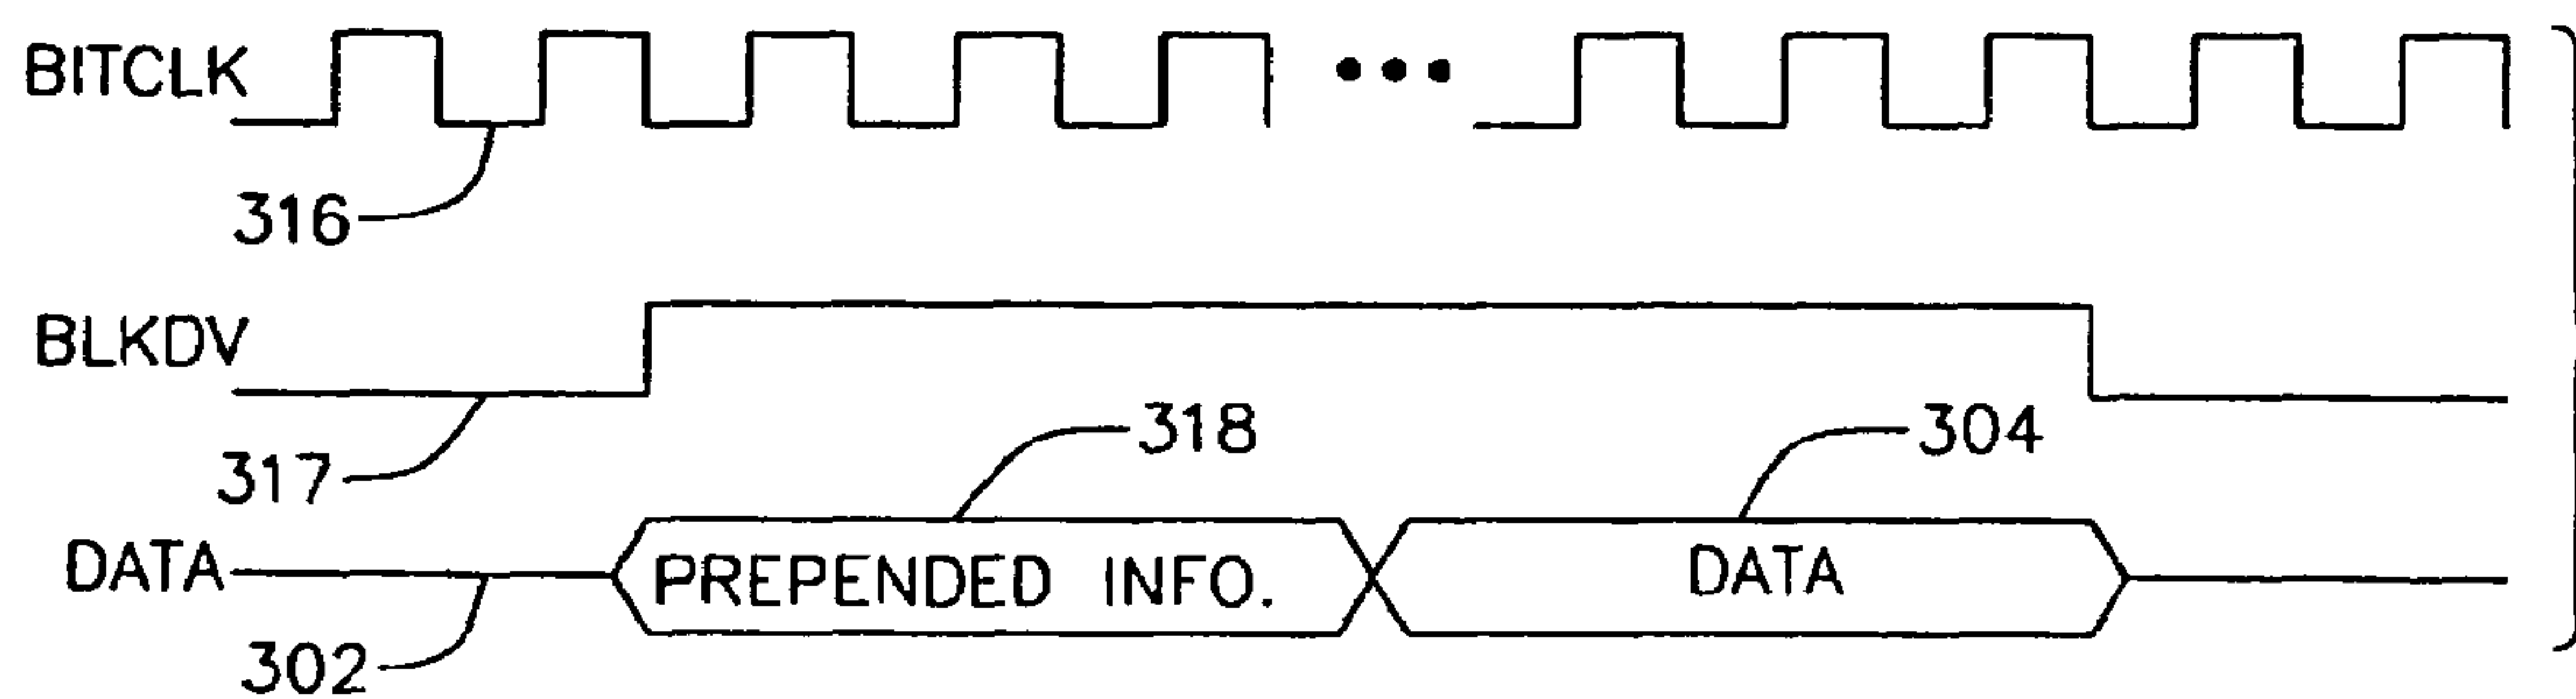 BITCLK
316
BLKDV
317
318
304
DATA
PREPENDED INFO.
DATA
302